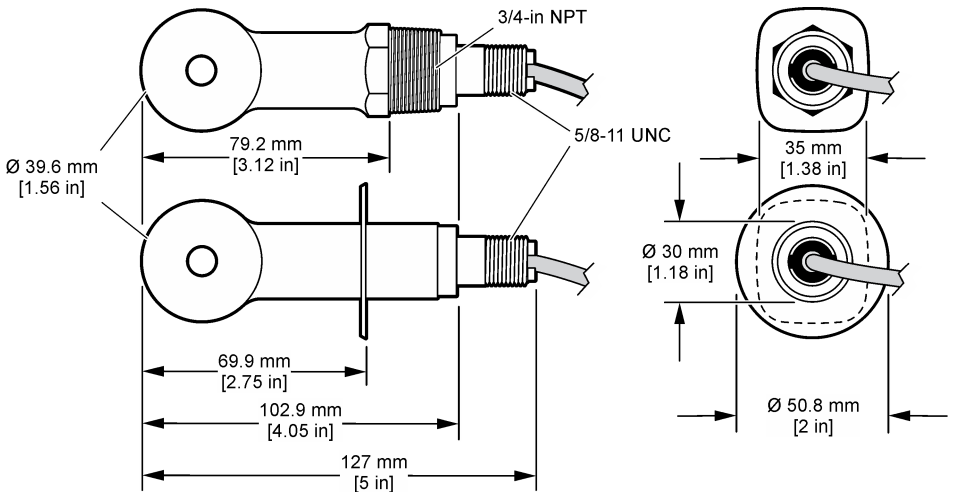 3/4-in NPT
5/8-11 UNC
79.2 mm
[3.12 in]
Ø 39.6 mm
[1.56 in]
35 mm
[1.38 in]
Ø 30 mm
[1.18 in]
69.9 mm
[2.75 in]
102.9 mm
[4.05 in]
Ø 50.8 mm
[2 in]
127 mm
[5 in]